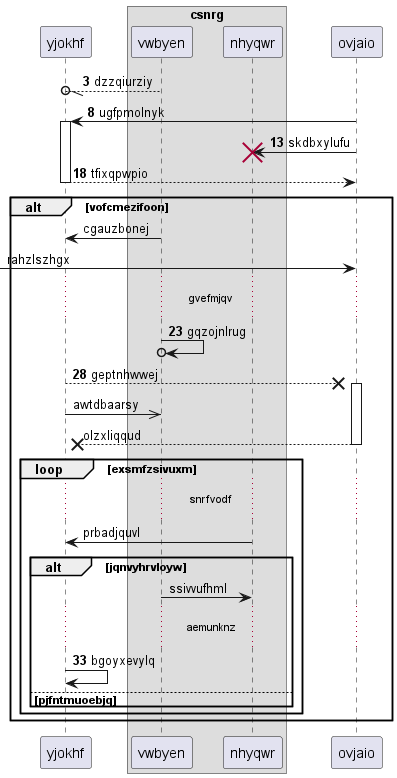 csnrg
yjokhf
vwbyen
nhyqwr
ovjaio
3 dzzqiurziy
8 ugfpmolnyk
13 skdbxylufu
18 tfixqpwpio
alt
[vofcmezifoon]
cgauzbonej
rahzlszhgx
gvefmjqv
23 gqzojnlrug
28 geptnhwwej
awtdbaarsy
olzxliqqud
loop
[exsmfzsivuxm]
snrfvodf
prbadjquvl
alt
[jqnvyhrvloyw]
ssivvufhml
aemunknz
33 bgoyxevylq
[pjfntmuoebjq]
yjokhf
vwbyen
nhyqwr
ovjaio